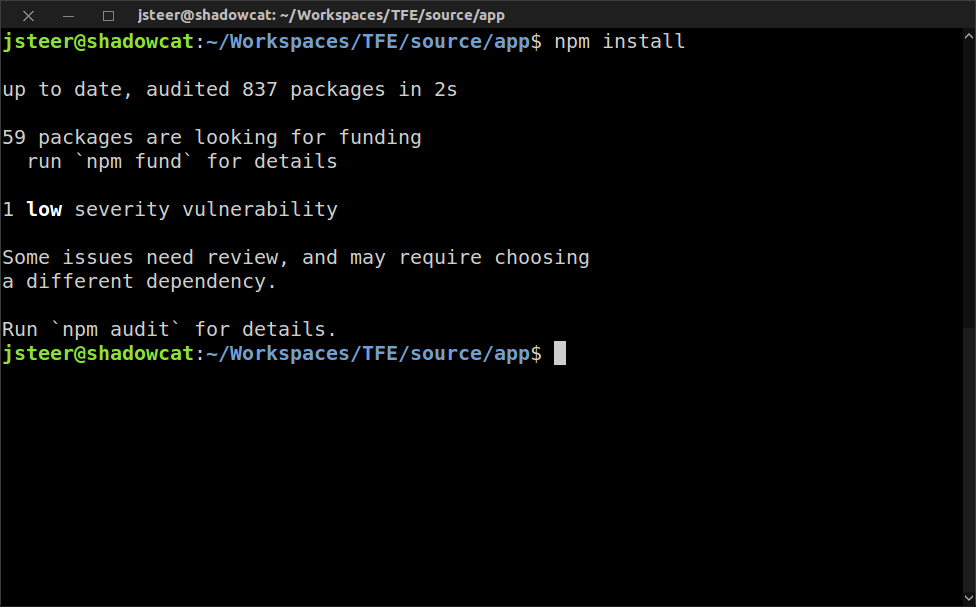 jsteer@shadowcat: ~/Workspaces/TFE/source/app
jsteer@shadowcat:~/Workspaces/TFE/source/app$ npm install
up to date, audited 837 packages in 2s
59 packages are looking for funding
  run `npm fund` for details
1 low severity vulnerability
Some issues need review, and may require choosing
a different dependency.
Run `npm audit` for details.
jsteer@shadowcat:~/Workspaces/TFE/source/app$